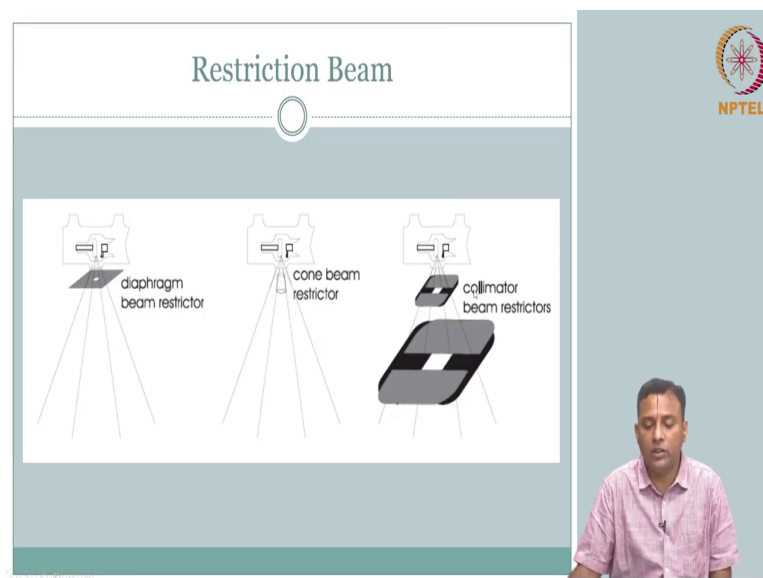 Restriction Beam
NPTEL
diaphragm
beam restrictor
cone beam
restrictor
collimator
beam restrictors